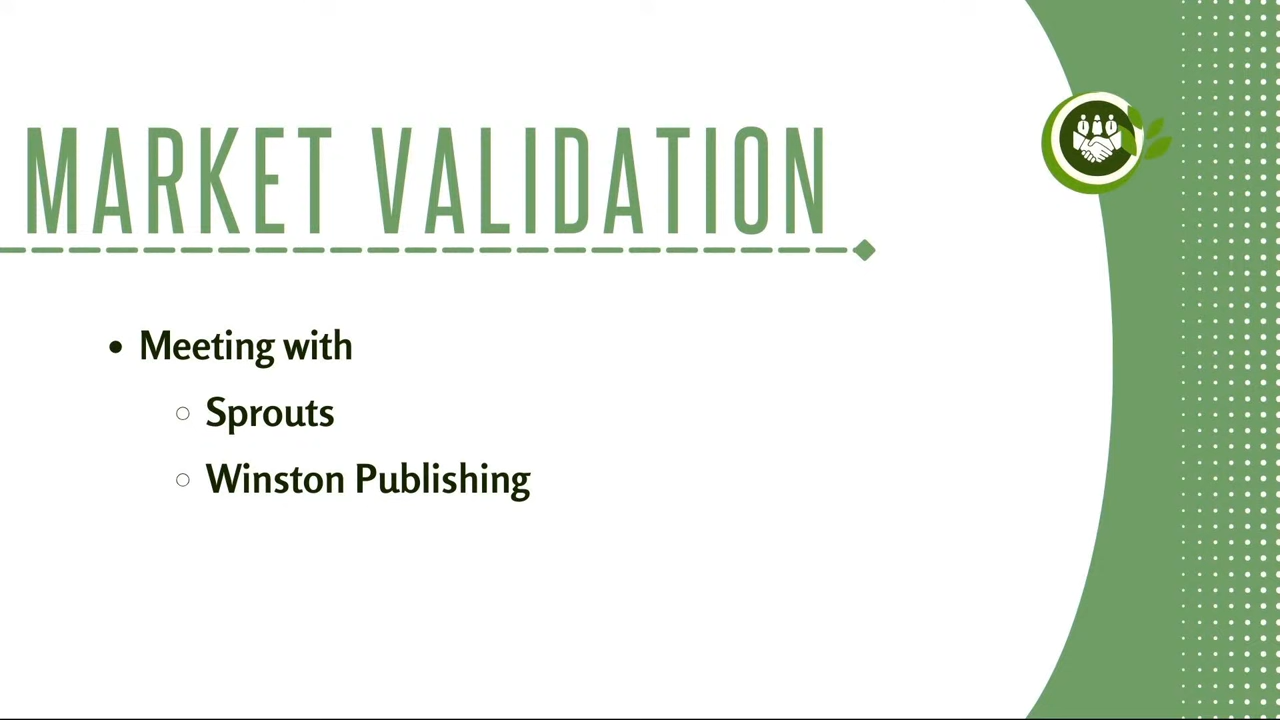 MARKET VALIDATION
• Meeting with
○ Sprouts
○ Winston Publishing